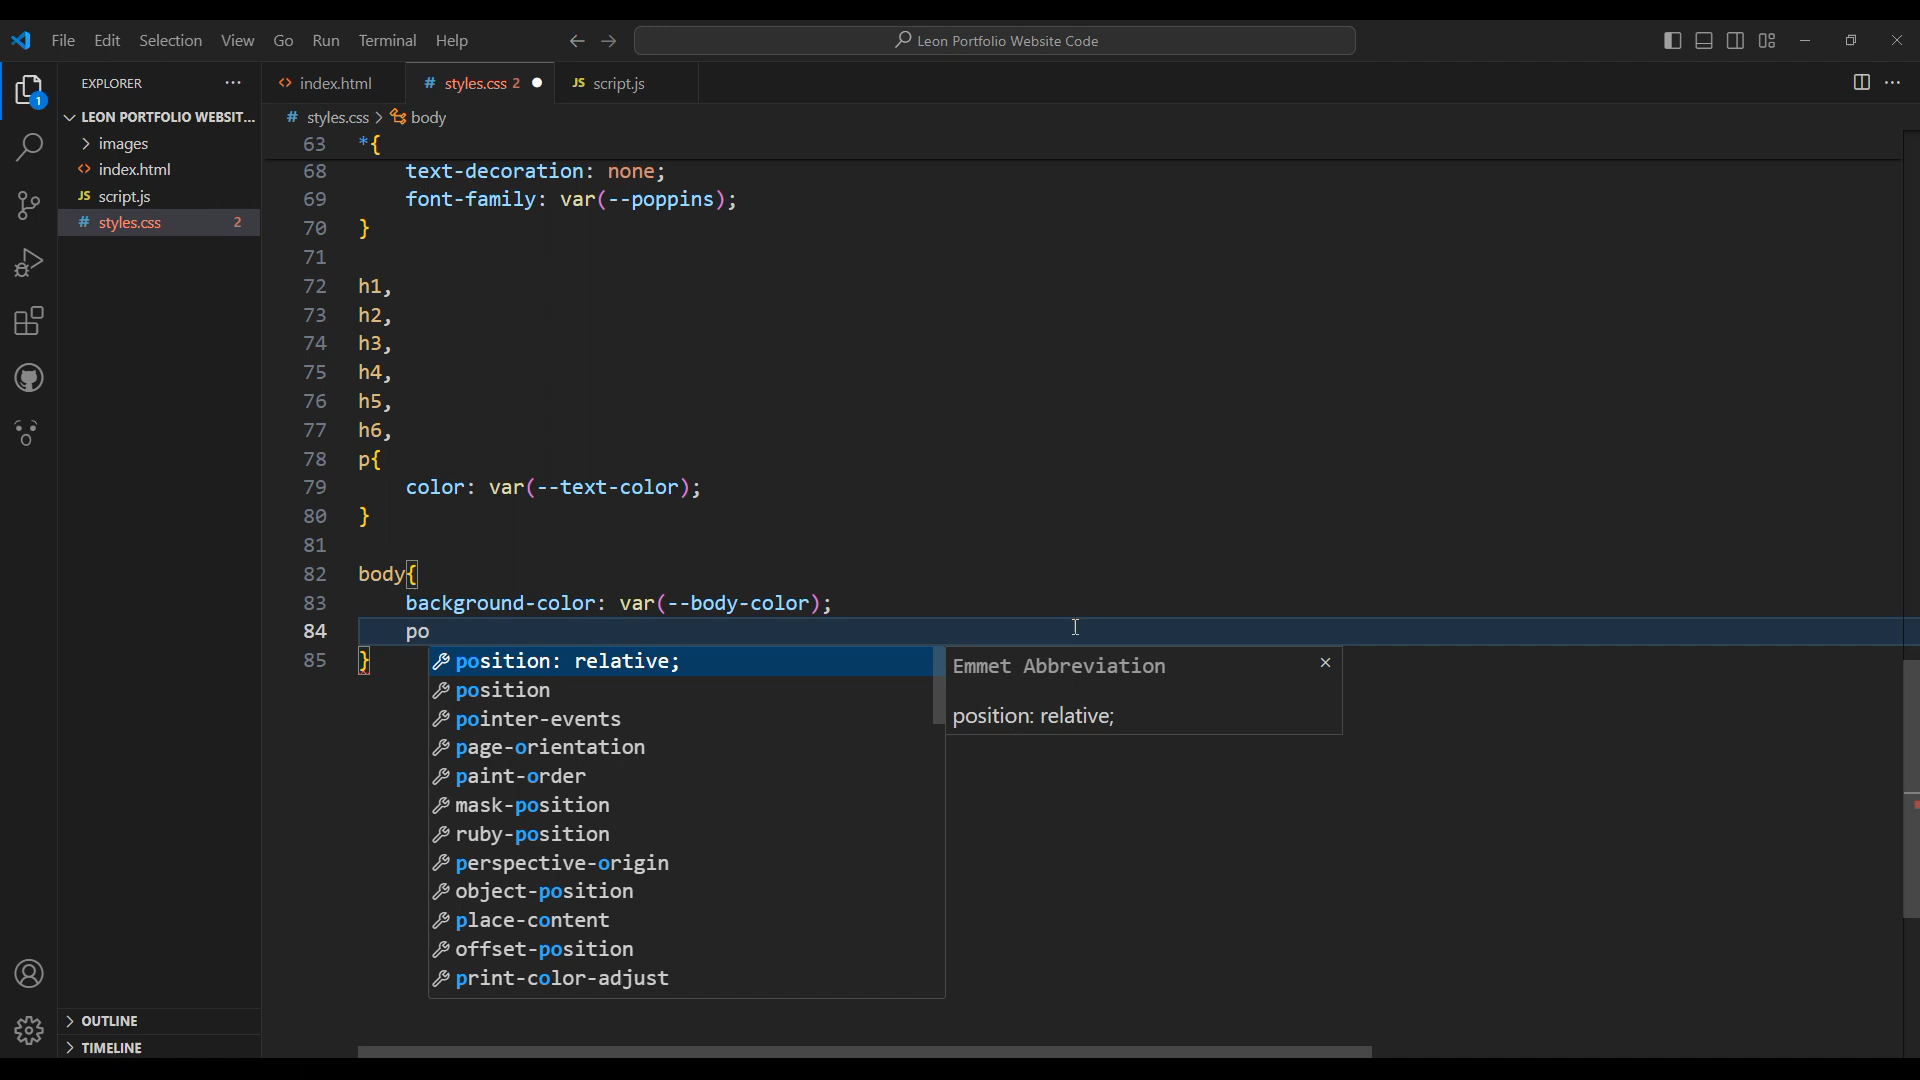 File Edit Selection View Go Run Terminal Help
Leon Portfolio Website Code
EXPLORER
index.html
# styles.css 2
JS script.js
1
LEON PORTFOLIO WEBSIT...
images
<> index.html
JS script.js
# styles.css 2
# styles.css > body
63 *{
68 text-decoration: none;
69 font-family: var(--poppins);
70 }
71
72 h1,
73 h2,
74 h3,
75 h4,
76 h5,
77 h6,
78 p{
79 color: var(--text-color);
80 }
81
82 body{
83 background-color: var(--body-color);
84 po
85 }
position: relative;
position
pointer-events
page-orientation
paint-order
mask-position
ruby-position
perspective-origin
object-position
place-content
offset-position
print-color-adjust
Emmet Abbreviation
position: relative;
OUTLINE
TIMELINE